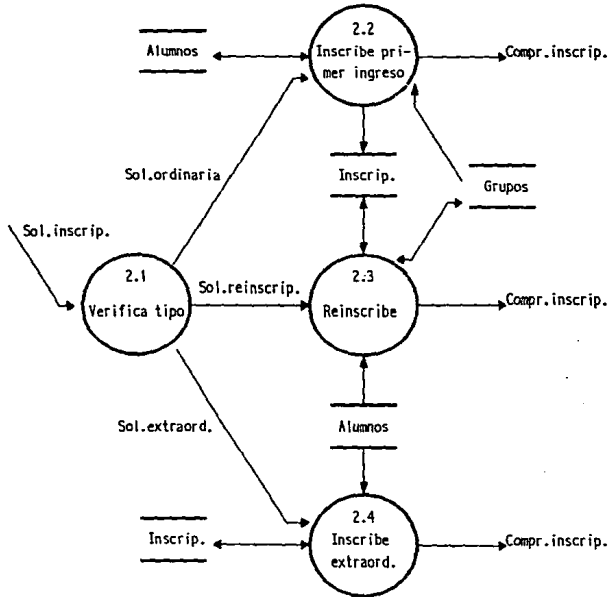 2.2
Alumnos
Inscribe pri-
mer ingreso
Compr.inscrip.
Sol.ordinaria
Inscrip.
Grupos
Sol.inscrip.
2.1
Verifica tipo
Sol.reinscrip.
2.3
Reinscribe
Compr.inscrip.
Sol.extraord.
Alumnos
2.4
Inscrip.
Inscribe
extraord.
Compr.inscrip.